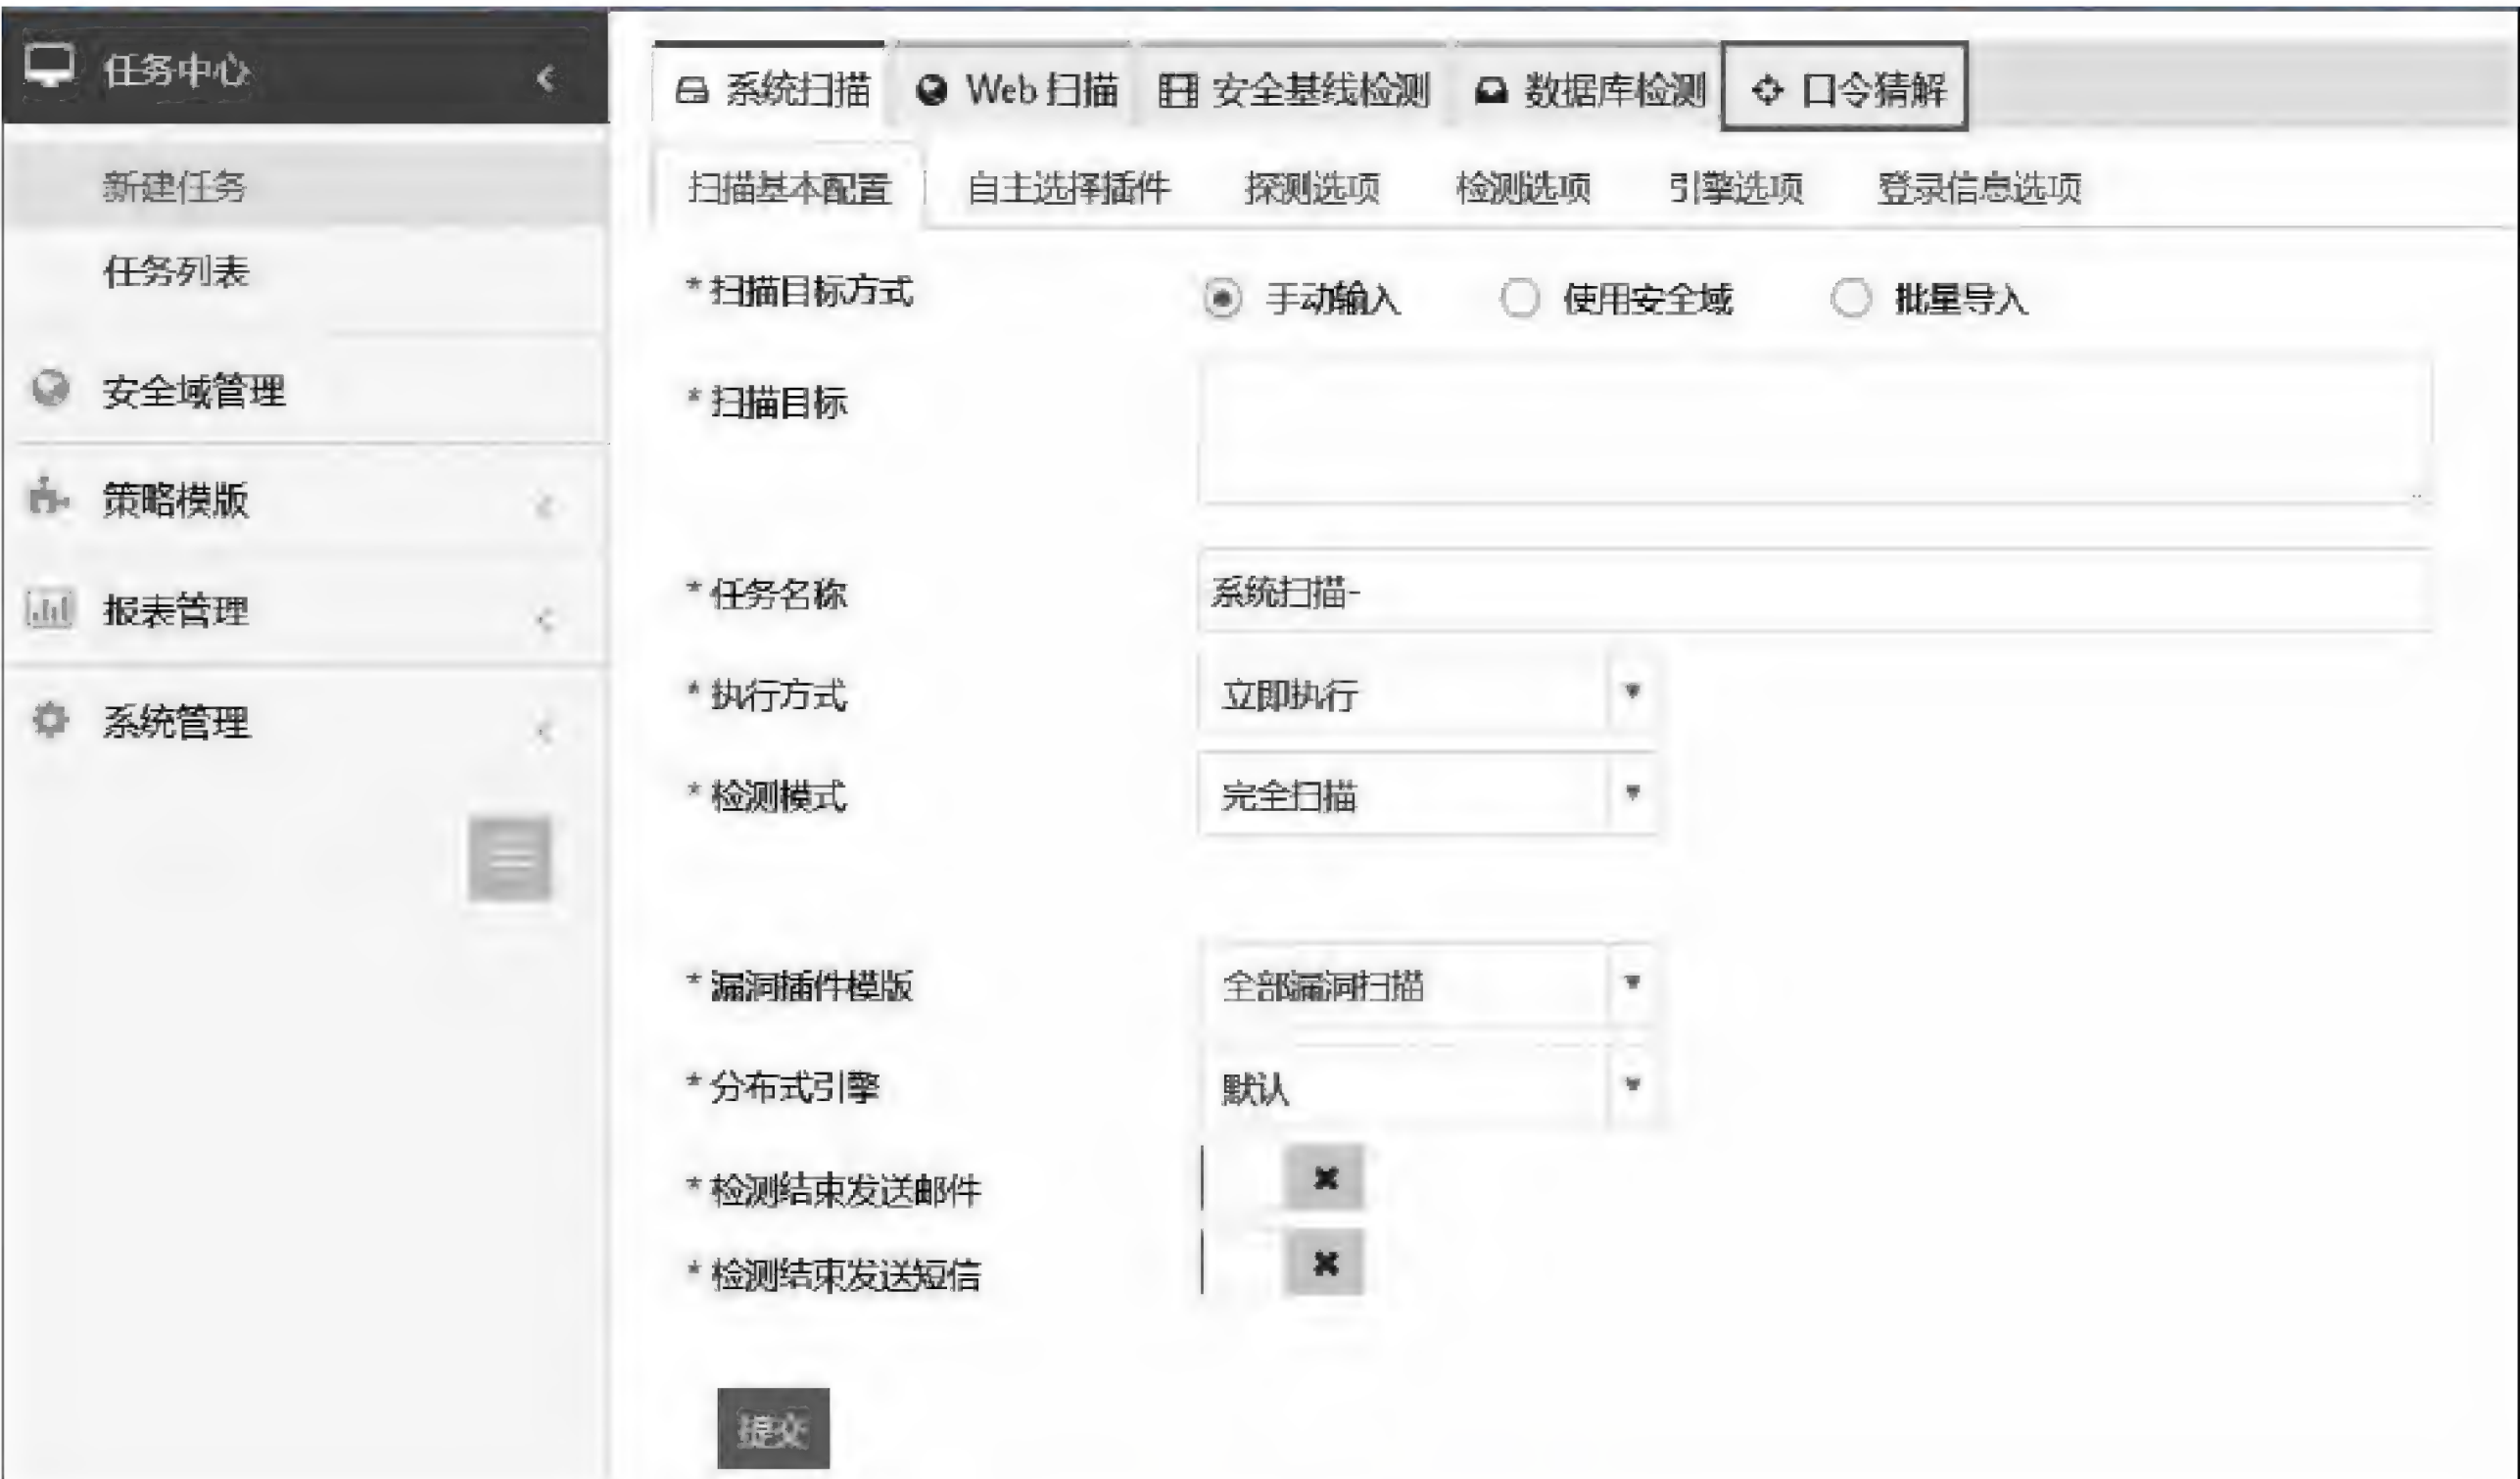 任务中心
新建任务
任务列表
安全域管理
策略模版
报表管理
系统管理
系统扫描 Web 扫描 安全基线检测 数据库检测 口令猜解
扫描基本配置 自主选择插件 探测选项 检测选项 引擎选项 登录信息选项
* 扫描目标方式 手动输入 使用安全域 批量导入
* 扫描目标
* 任务名称 系统扫描-
* 执行方式 立即执行
* 检测模式 完全扫描
* 漏洞插件模版 全部漏洞扫描
* 分布式引擎 默认
* 检测结束发送邮件
* 检测结束发送短信
提交